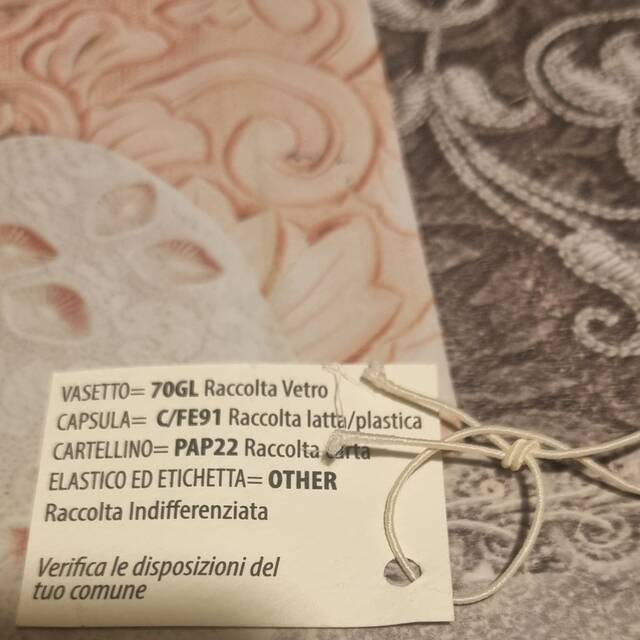 VASETTO= 70GL Raccolta Vetro
CAPSULA= C/FE91 Raccolta latta/plastica
CARTELLINO= PAP22 Raccolta carta
ELASTICO ED ETICHETTA= OTHER
Raccolta Indifferenziata
Verifica le disposizioni del
tuo comune